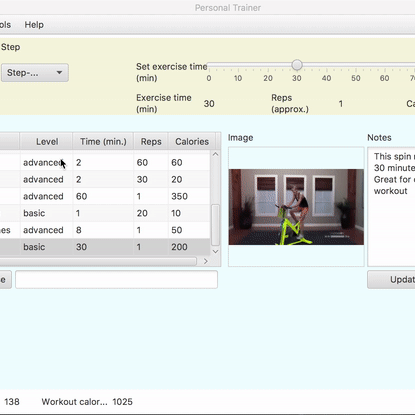 Personal Trainer
ols Help
Step
Step-...
Set exercise time
(min)
0 10 20 30 40 50 60 70
Exercise time
(min)
30
Reps
(approx.)
1
Ca
Level Time (min.) Reps Calories
advanced 2 60 60
advanced 2 30 20
advanced 60 1 350
basic 1 20 10
es advanced 8 1 50
basic 30 1 200
e
Image
Notes
This spin
30 minute
Great for
workout
Updat
138 Workout calor... 1025